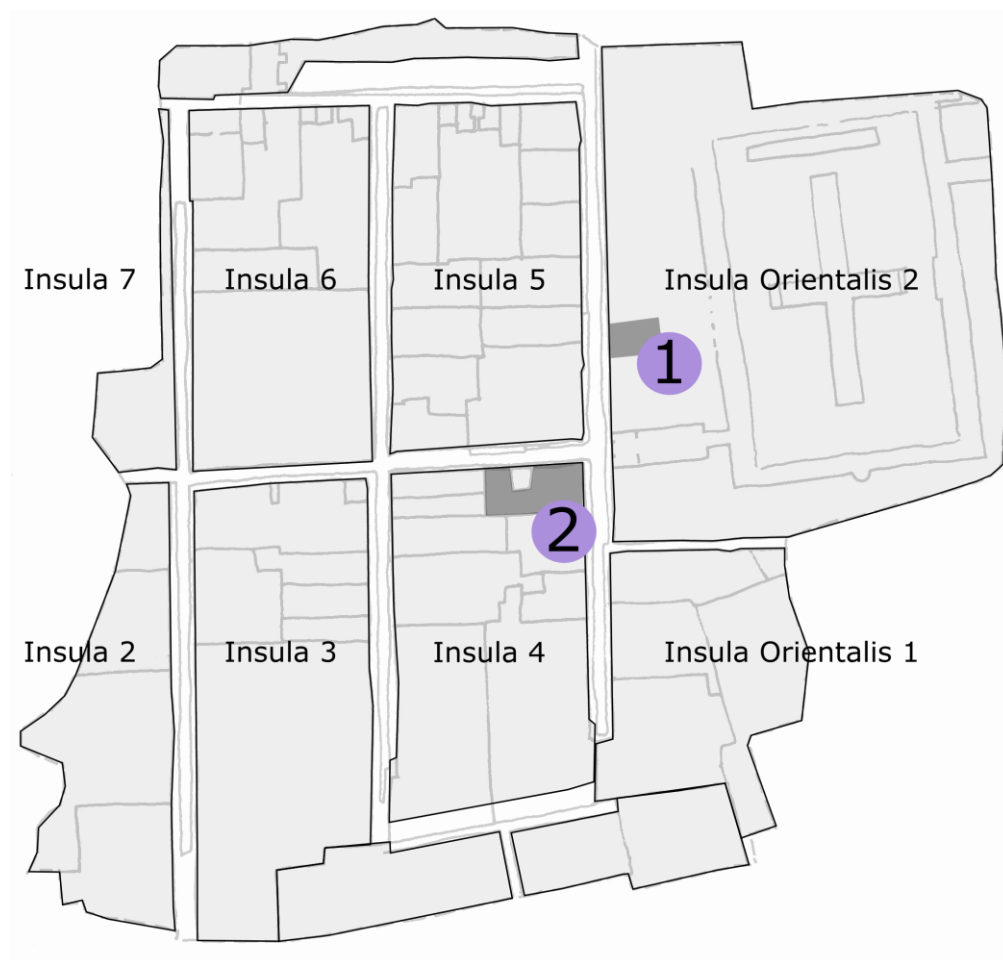 Insula 7
Insula 6
Insula 5
Insula Orientalis 2
1
2
Insula 2
Insula 3
Insula 4
Insula Orientalis 1